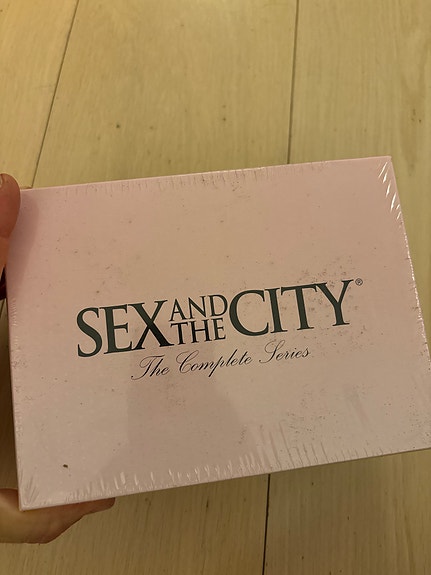 SEX AND THE CITY®
The Complete Series